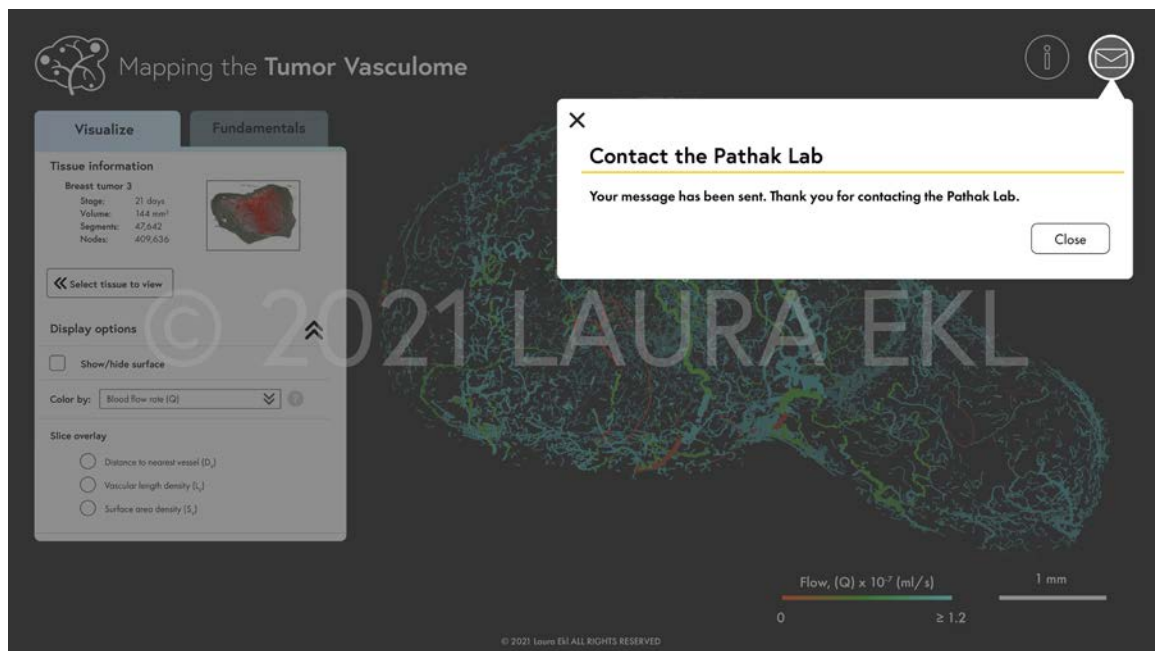 Mapping the Tumor Vasculome
Visualize
Fundamentals
Tissue information
Breast tumor 3
Stage: 21 days
Volume: 144 mm³
Segments: 47,642
Nodes: 409,636
Select tissue to view
Display options
Show/hide surface
Color by: Blood flow rate (Q) ?
Slice overlay
Distance to nearest vessel (Dᵥ)
Vascular length density (Lᵥ)
Surface area density (Sᵥ)
Contact the Pathak Lab
Your message has been sent. Thank you for contacting the Pathak Lab.
Close
© 2021 LAURA EKL
Flow, (Q) x 10⁻⁷ (ml/s)
0 ≥ 1.2
1 mm
© 2021 Laura Ekl ALL RIGHTS RESERVED